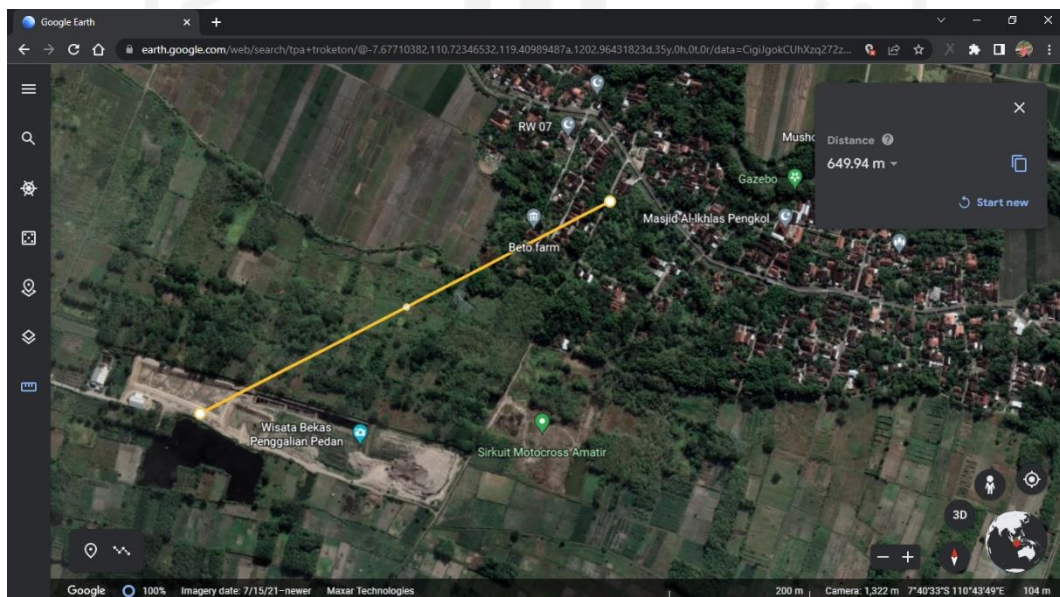 Google Earth
earth.google.com/web/search/tpa+troketon/@-7.67710382,110.72346532,119.40989487a,1202.96431823d,35y,0h,0t,0r/data=CigiJgokCUhXzq272z...
RW 07
Musho
Distance
649.94 m
Start new
Gazebo
Masjid Al-Ikhlas Pengkol
Beto farm
Wisata Bekas
Penggalian Pedan
Sirkuit Motocross Amatir
3D
Google 100% Imagery date: 7/15/21-newer Maxar Technologies 200 m Camera: 1,322 m 7°40'33"S 110°43'49"E 104 m